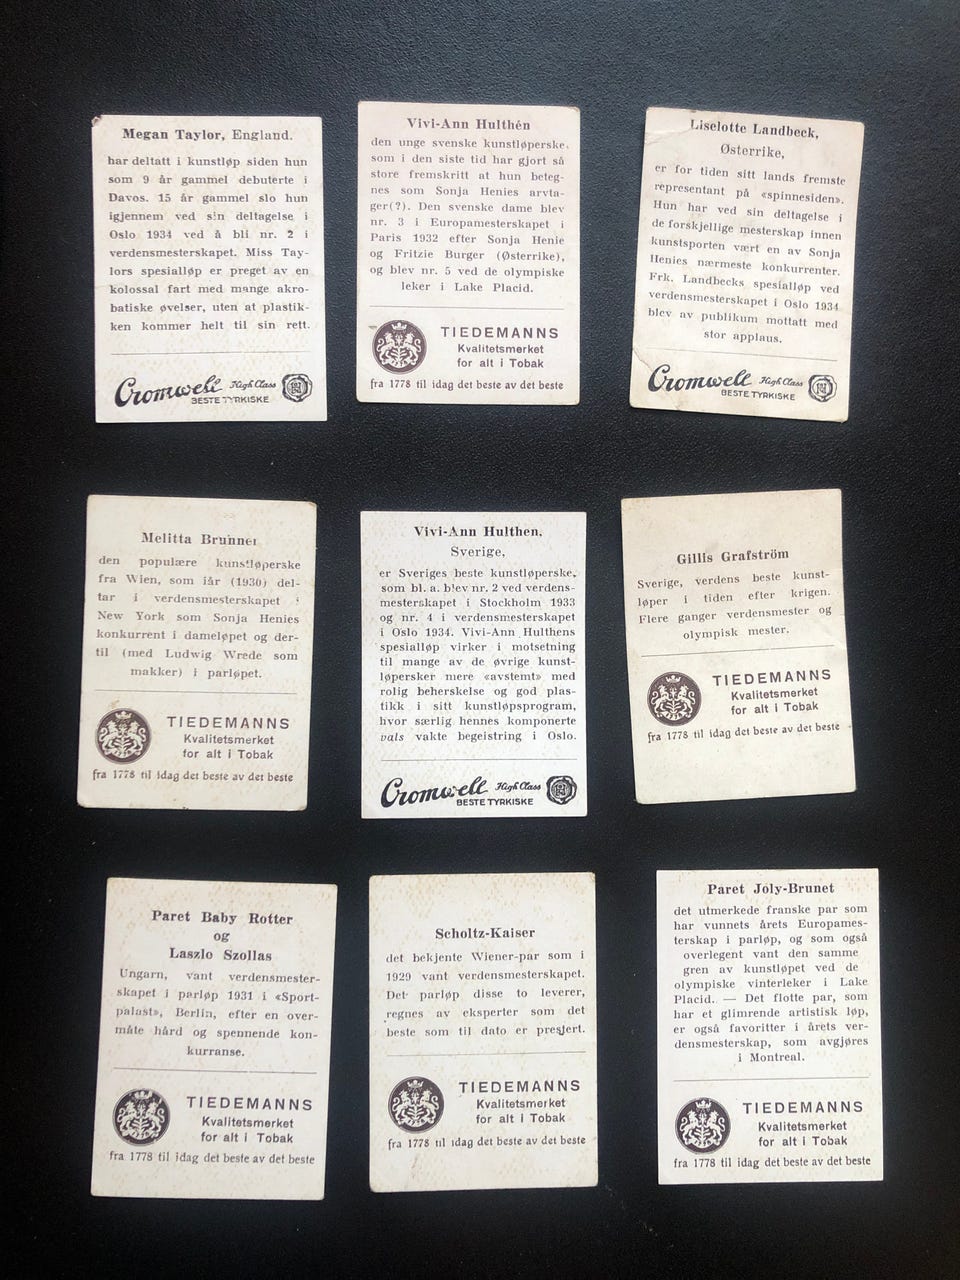 Megan Taylor, England.
har deltatt i kunstløp siden hun
som 9 år gammel debuterte i
Davos. 15 år gammel slo hun
igjennem ved sin deltagelse i
Oslo 1934 ved å bli nr. 2 i
verdensmesterskapet. Miss Tay-
lors spesialløp er preget av en
kolossal fart med mange akro-
batiske øvelser, uten at plastik-
ken kommer helt til sin rett.
Cromwell High Class
BESTE TYRKISKE
Vivi-Ann Hulthén
den unge svenske kunstløperske,
som i den siste tid har gjort så
store fremskritt at hun beteg-
nes som Sonja Henies arvta-
ger(?). Den svenske dame blev
nr. 3 i Europamesterskapet i
Paris 1932 efter Sonja Henie
og Fritzie Burger (Østerrike),
og blev nr. 5 ved de olympiske
leker i Lake Placid.
TIEDEMANNS
Kvalitetsmerket
for alt i Tobak
fra 1778 til idag det beste av det beste
Liselotte Landbeck,
Østerrike,
er for tiden sitt lands fremste
representant på «spinnesiden».
Hun har ved sin deltagelse i
de forskjellige mesterskap innen
kunstsporten vært en av Sonja
Henies nærmeste konkurrenter.
Frk. Landbecks spesialløp ved
verdensmesterskapet i Oslo 1934
blev av publikum mottatt med
stor applaus.
Cromwell High Class
BESTE TYRKISKE
Melitta Brunner
den populære kunstløperske
fra Wien, som iår (1930) del-
tar i verdensmesterskapet i
New York som Sonja Henies
konkurrent i dameløpet og der-
til (med Ludwig Wrede som
makker) i parløpet.
TIEDEMANNS
Kvalitetsmerket
for alt i Tobak
fra 1778 til idag det beste av det beste
Vivi-Ann Hulthen,
Sverige,
er Sveriges beste kunstløperske,
som bl. a. blev nr. 2 ved verdens-
mesterskapet i Stockholm 1933
og nr. 4 i verdensmesterskapet
i Oslo 1934. Vivi-Ann Hulthens
spesialløp virker i motsetning
til mange av de øvrige kunst-
løpersker mere «avstemt» med
rolig beherskelse og god plas-
tikk i sitt kunstløpsprogram,
hvor særlig hennes komponerte
vals vakte begeistring i Oslo.
Cromwell High Class
BESTE TYRKISKE
Gillis Grafström
Sverige, verdens beste kunst-
løper i tiden efter krigen.
Flere ganger verdensmester og
olympisk mester.
TIEDEMANNS
Kvalitetsmerket
for alt i Tobak
fra 1778 til idag det beste av det beste
Paret Baby Rotter
og
Laszlo Szollas
Ungarn, vant verdensmester-
skapet i parløp 1931 i «Sport-
palast», Berlin, efter en over-
måte hård og spennende kon-
kurranse.
TIEDEMANNS
Kvalitetsmerket
for alt i Tobak
fra 1778 til idag det beste av det beste
Scholtz-Kaiser
det bekjente Wiener-par som i
1929 vant verdensmesterskapet.
Det parløp disse to leverer,
regnes av eksperter som det
beste som til dato er presjert.
TIEDEMANNS
Kvalitetsmerket
for alt i Tobak
fra 1778 til idag det beste av det beste
Paret Joly-Brunet
det utmerkede franske par som
har vunnets årets Europames-
terskap i parløp, og som også
overlegent vant den samme
gren av kunstløpet ved de
olympiske vinterleker i Lake
Placid. — Det flotte par, som
har et glimrende artistisk løp,
er også favoritter i årets ver-
densmesterskap, som avgjøres
i Montreal.
TIEDEMANNS
Kvalitetsmerket
for alt i Tobak
fra 1778 til idag det beste av det beste